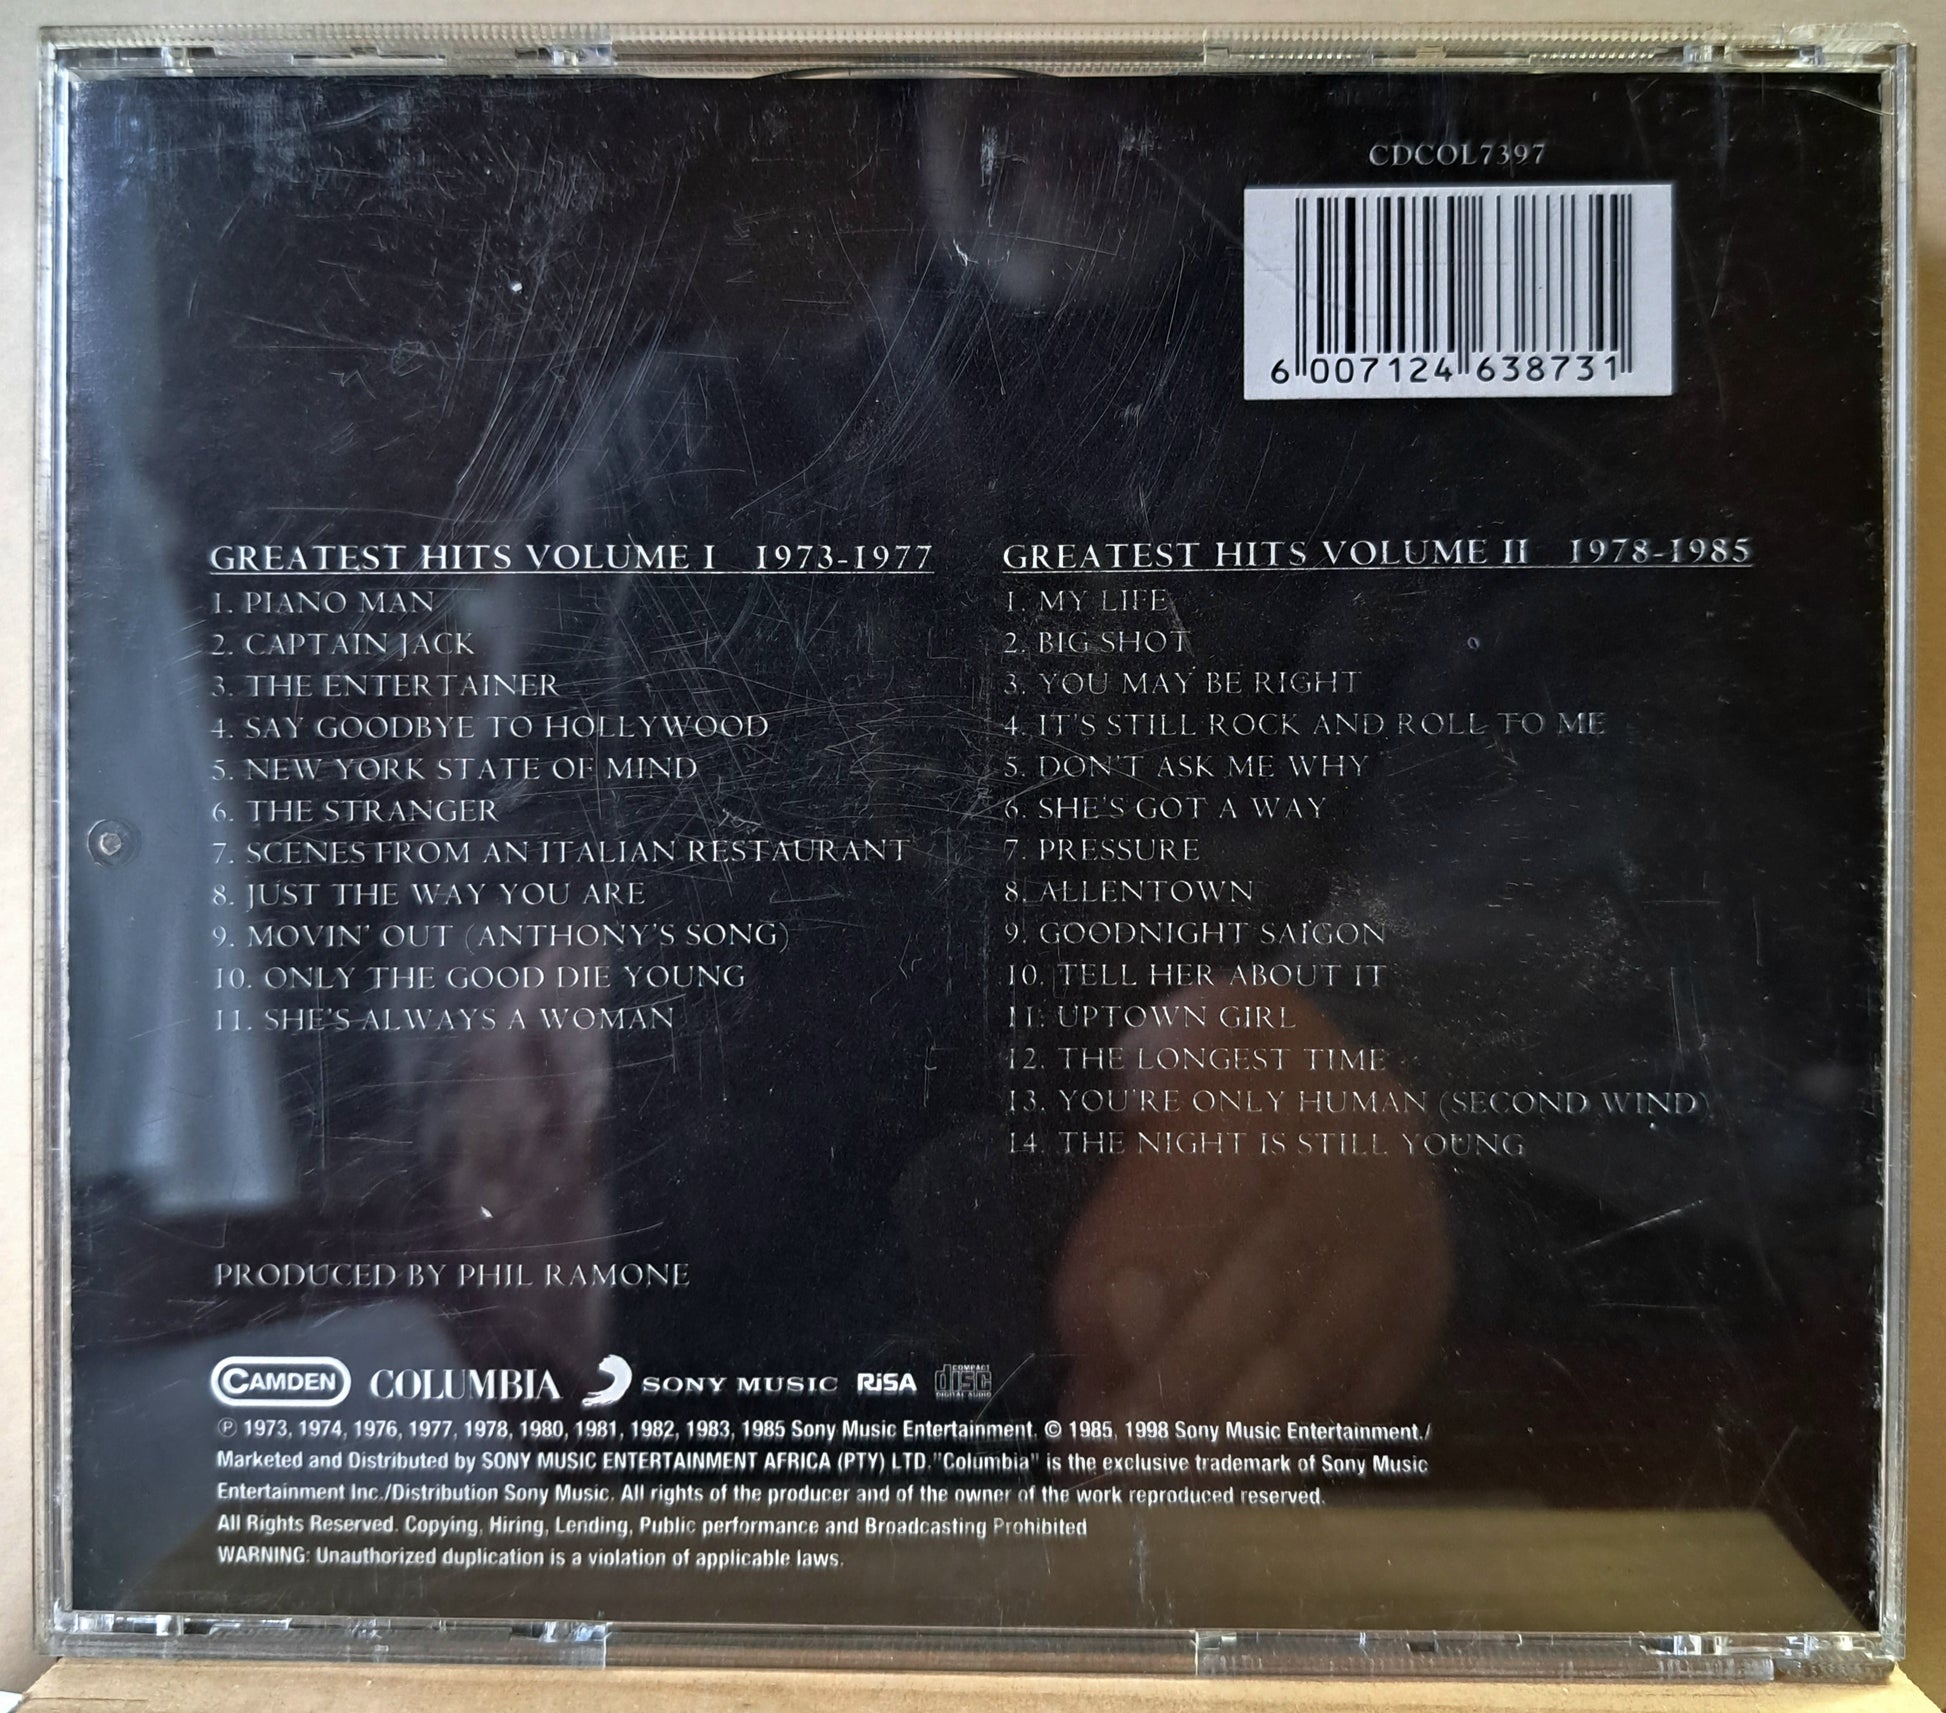 CDCOL7397
6 007124 638731
GREATEST HITS VOLUME I 1973-1977
1. PIANO MAN
2. CAPTAIN JACK
3. THE ENTERTAINER
4. SAY GOODBYE TO HOLLYWOOD
5. NEW YORK STATE OF MIND
6. THE STRANGER
7. SCENES FROM AN ITALIAN RESTAURANT
8. JUST THE WAY YOU ARE
9. MOVIN' OUT (ANTHONY'S SONG)
10. ONLY THE GOOD DIE YOUNG
11. SHE'S ALWAYS A WOMAN
GREATEST HITS VOLUME II 1978-1985
1. MY LIFE
2. BIG SHOT
3. YOU MAY BE RIGHT
4. IT'S STILL ROCK AND ROLL TO ME
5. DON'T ASK ME WHY
6. SHE'S GOT A WAY
7. PRESSURE
8. ALLENTOWN
9. GOODNIGHT SAIGON
10. TELL HER ABOUT IT
11. UPTOWN GIRL
12. THE LONGEST TIME
13. YOU'RE ONLY HUMAN (SECOND WIND)
14. THE NIGHT IS STILL YOUNG
PRODUCED BY PHIL RAMONE
CAMDEN COLUMBIA SONY MUSIC RiSA COMPACT disc DIGITAL AUDIO
℗ 1973, 1974, 1976, 1977, 1978, 1980, 1981, 1982, 1983, 1985 Sony Music Entertainment. © 1985, 1998 Sony Music Entertainment./
Marketed and Distributed by SONY MUSIC ENTERTAINMENT AFRICA (PTY) LTD."Columbia" is the exclusive trademark of Sony Music
Entertainment Inc./Distribution Sony Music. All rights of the producer and of the owner of the work reproduced reserved.
All Rights Reserved. Copying, Hiring, Lending, Public performance and Broadcasting Prohibited
WARNING: Unauthorized duplication is a violation of applicable laws.